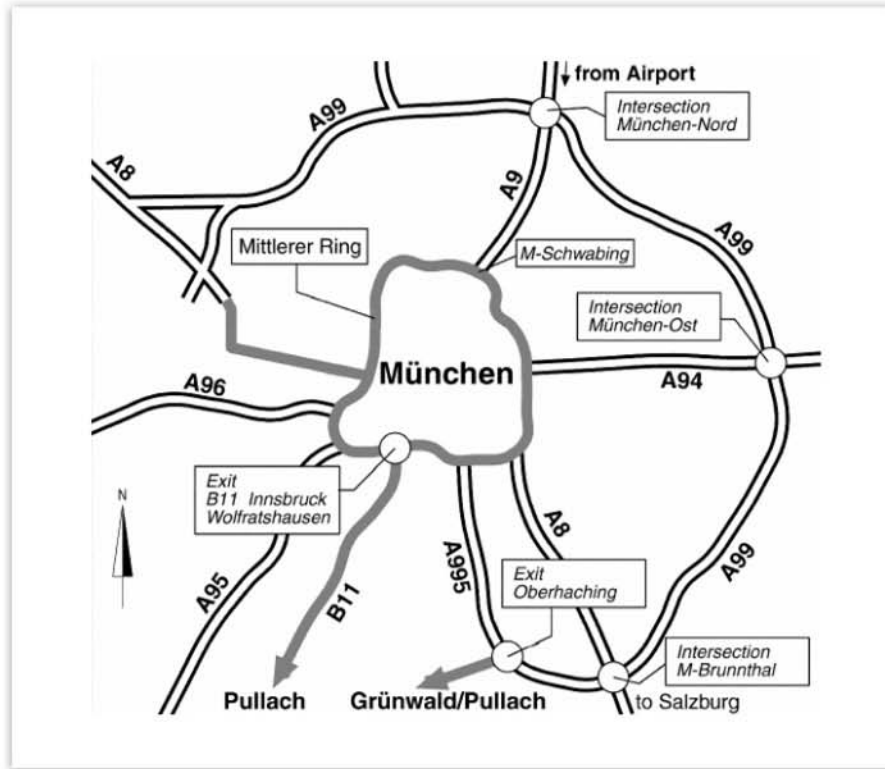 from Airport
Intersection
München-Nord
A99
A8
A9
A99
Mittlerer Ring
M-Schwabing
Intersection
München-Ost
München
A94
A96
Exit
B11 Innsbruck
Wolfratshausen
N
A8
A995
Exit
Oberhaching
A99
A95
B11
Intersection
M-Brunnthal
Pullach
Grünwald/Pullach
to Salzburg